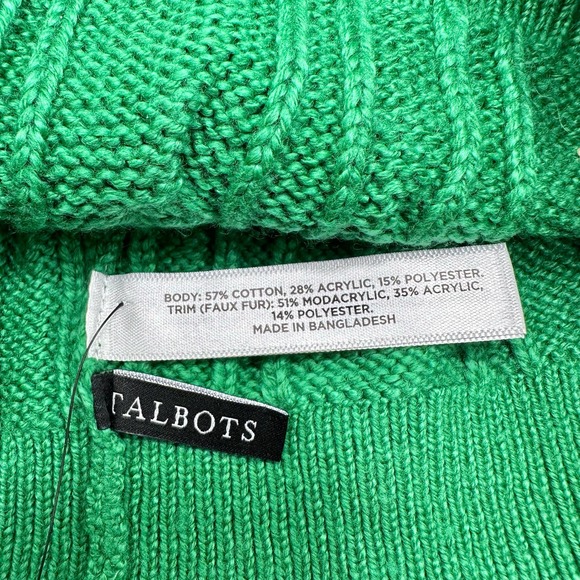 BODY: 57% COTTON, 28% ACRYLIC, 15% POLYESTER.
TRIM (FAUX FUR): 51% MODACRYLIC, 35% ACRYLIC,
14% POLYESTER.
MADE IN BANGLADESH
TALBOTS